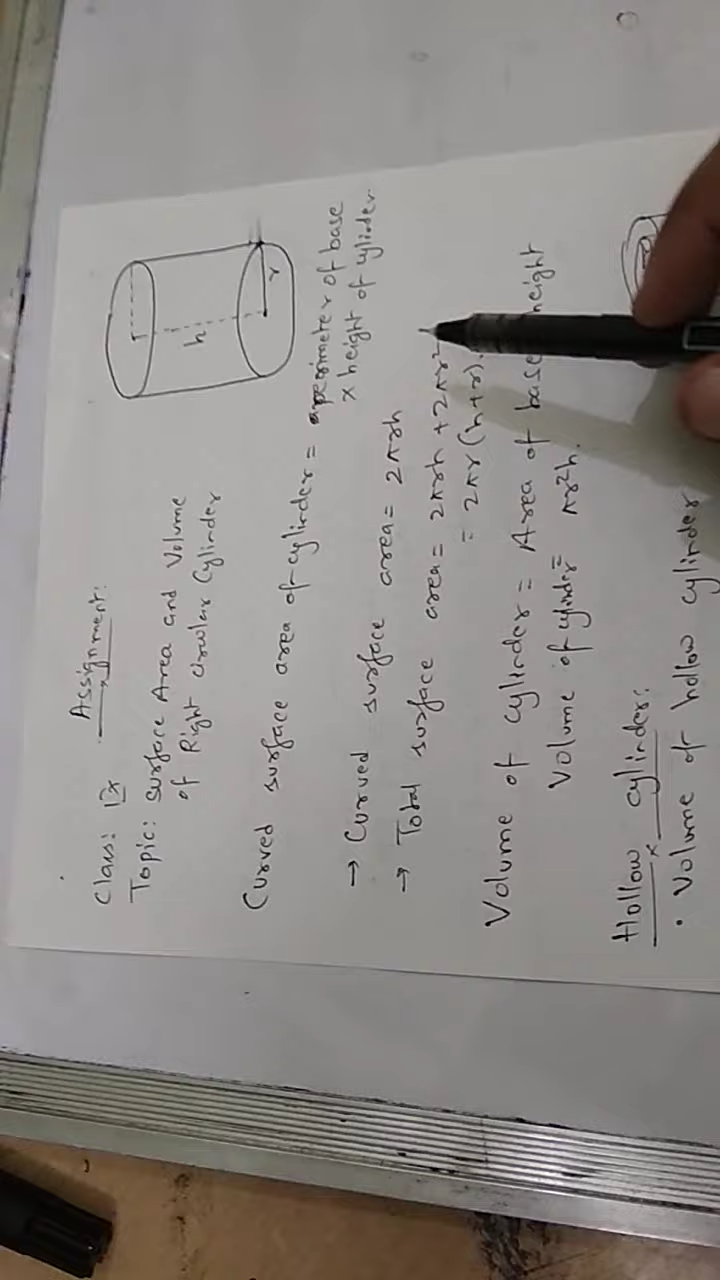 Assignment:
Class: IX
Topic: Surface Area and Volume
of Right circular Cylinder
h
r
Curved surface area of cylinder = perimeter of base
x height of cylinder.
→ Curved surface area = 2πrh
→ Total surface area = 2πrh + 2πr²
= 2πr (h+r).
Volume of cylinder = Area of base height
Volume of cylinder = πr²h.
Hollow cylinder:
• Volume of hollow cylinder